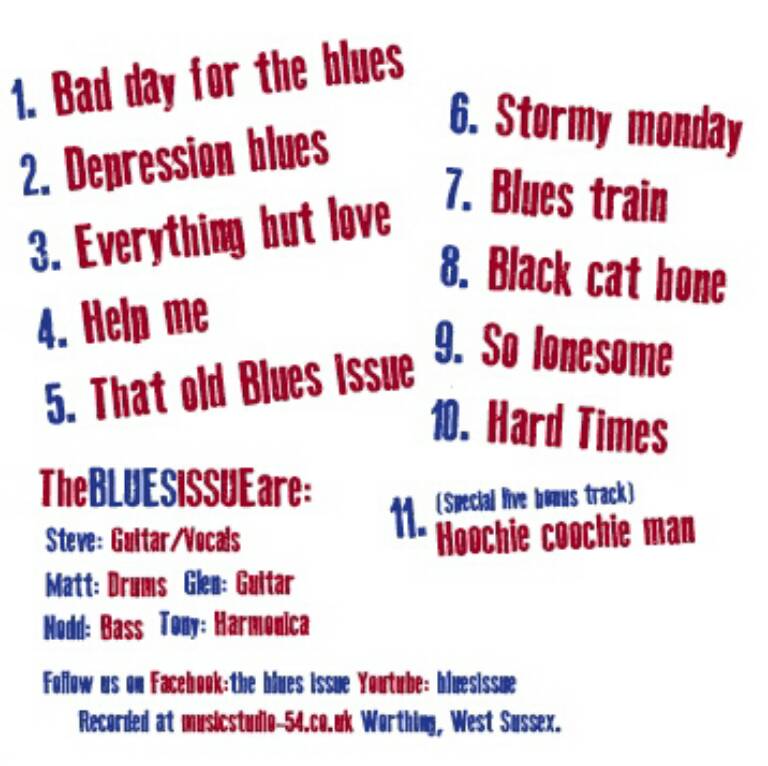 1. Bad day for the blues
2. Depression blues
3. Everything but love
4. Help me
5. That old Blues Issue
6. Stormy monday
7. Blues train
8. Black cat bone
9. So lonesome
10. Hard Times
11. (Special live bonus track)
Hoochie coochie man
TheBLUESISSUEare:
Steve: Guitar/Vocals
Matt: Drums Glen: Guitar
Nodd: Bass Tony: Harmonica
Follow us on Facebook:the blues issue Youtube: bluesissue
Recorded at musicstudio-54.co.uk Worthing, West Sussex.